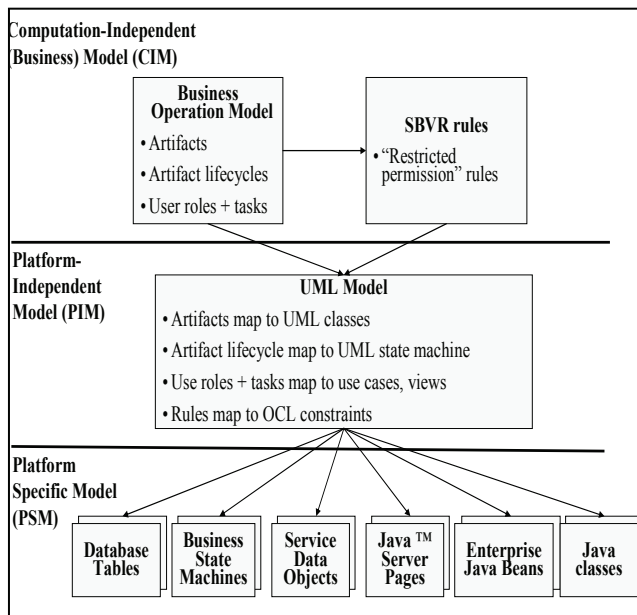 Computation-Independent
(Business) Model (CIM)
Business
Operation Model
• Artifacts
• Artifact lifecycles
• User roles + tasks
SBVR rules
• “Restricted
permission” rules
Platform-
Independent
Model (PIM)
UML Model
• Artifacts map to UML classes
• Artifact lifecycle map to UML state machine
• Use roles + tasks map to use cases, views
• Rules map to OCL constraints
Platform
Specific Model
(PSM)
Database
Tables
Business
State
Machines
Service
Data
Objects
Java ™
Server
Pages
Enterprise
Java Beans
Java
classes